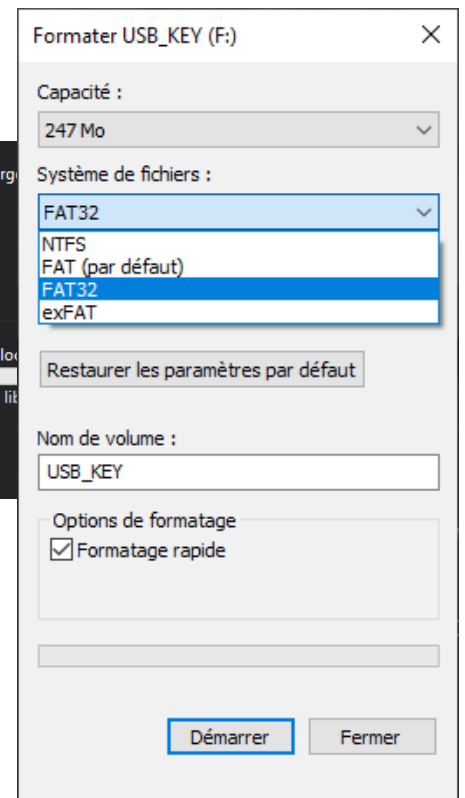 Formater USB_KEY (F:)
Capacité :
247 Mo
Système de fichiers :
FAT32
NTFS
FAT (par défaut)
FAT32
exFAT
Restaurer les paramètres par défaut
Nom de volume :
USB_KEY
Options de formatage
Formatage rapide
Démarrer
Fermer